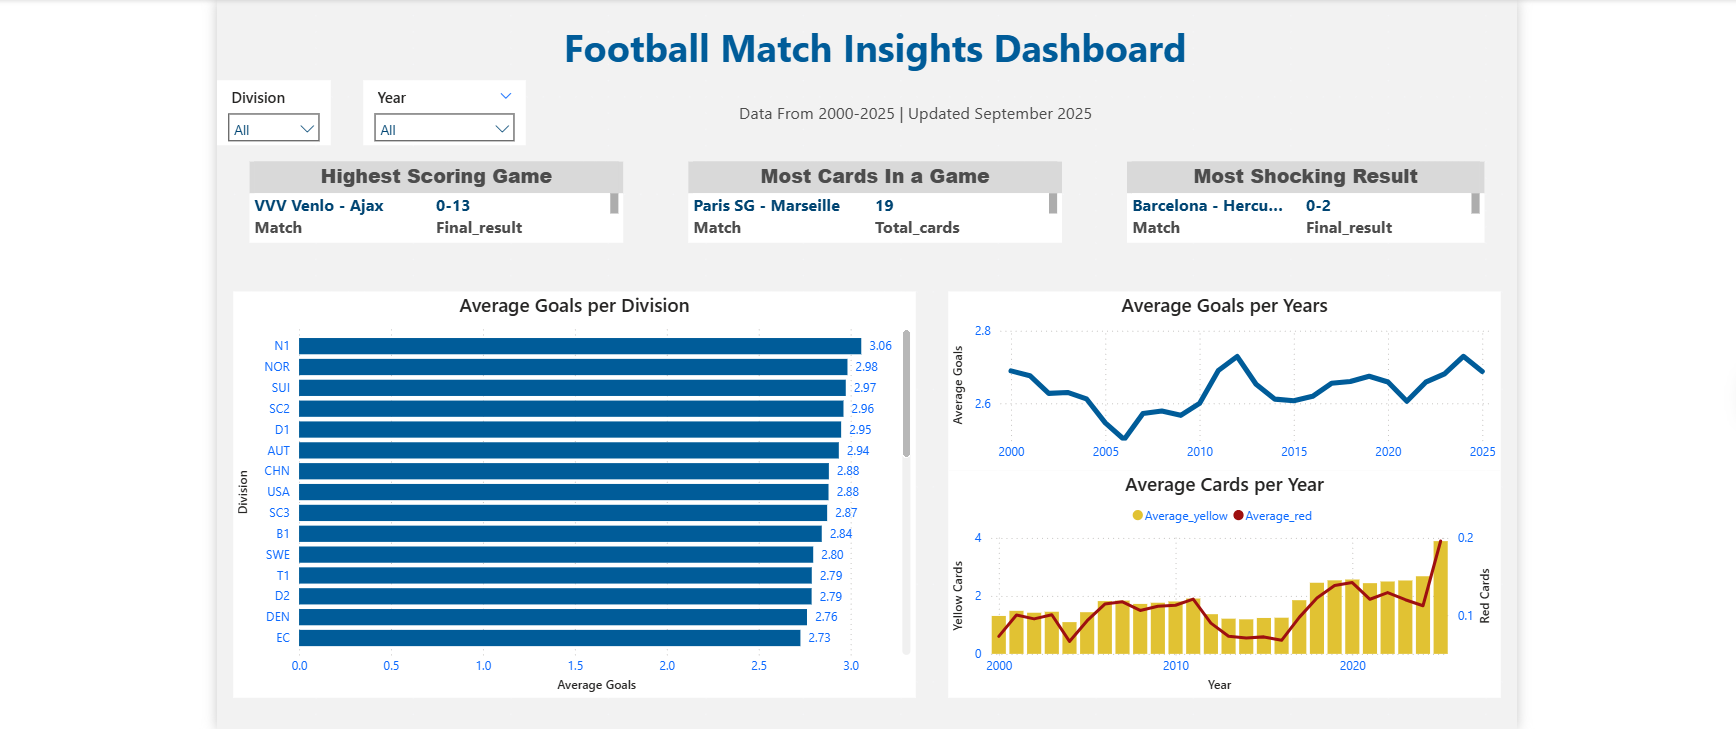 Football Match Insights Dashboard
Division
All
Year
All
Data From 2000-2025 | Updated September 2025
Highest Scoring Game
VVV Venlo - Ajax 0-13
Match Final_result
Most Cards In a Game
Paris SG - Marseille 19
Match Total_cards
Most Shocking Result
Barcelona - Hercu... 0-2
Match Final_result
Average Goals per Division
Division
N1 3.06
NOR 2.98
SUI 2.97
SC2 2.96
D1 2.95
AUT 2.94
CHN 2.88
USA 2.88
SC3 2.87
B1 2.84
SWE 2.80
T1 2.79
D2 2.79
DEN 2.76
EC 2.73
0.0 0.5 1.0 1.5 2.0 2.5 3.0
Average Goals
Average Goals per Years
Average Goals
2.8
2.6
2000 2005 2010 2015 2020 2025
Average Cards per Year
Average_yellow Average_red
Yellow Cards
4
2
0
0.2
0.1
Red Cards
2000 2010 2020
Year